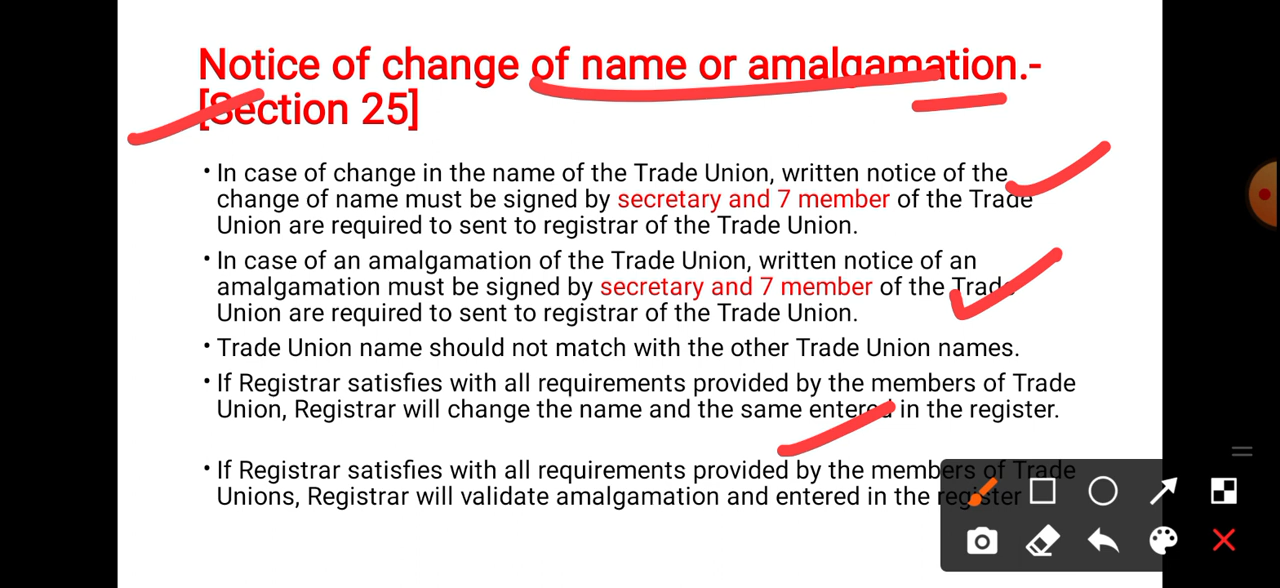 Notice of change of name or amalgamation.-
[Section 25]
• In case of change in the name of the Trade Union, written notice of the
change of name must be signed by secretary and 7 member of the Trade
Union are required to sent to registrar of the Trade Union.
• In case of an amalgamation of the Trade Union, written notice of an
amalgamation must be signed by secretary and 7 member of the Trade
Union are required to sent to registrar of the Trade Union.
• Trade Union name should not match with the other Trade Union names.
• If Registrar satisfies with all requirements provided by the members of Trade
Union, Registrar will change the name and the same entered in the register.
• If Registrar satisfies with all requirements provided by the members of Trade
Unions, Registrar will validate amalgamation and entered in the register